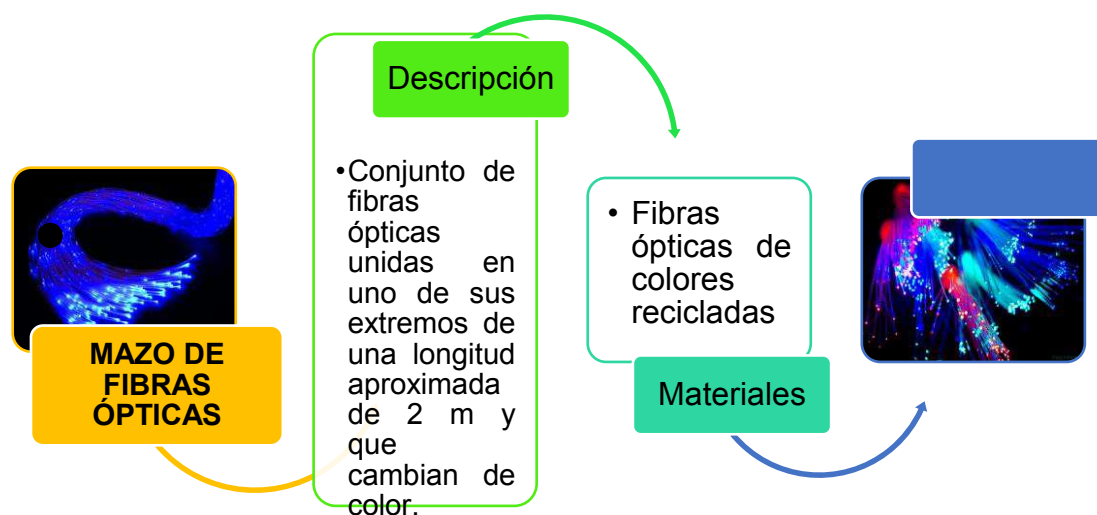 MAZO DE
FIBRAS
ÓPTICAS
Descripción
•Conjunto de
fibras
ópticas
unidas en
uno de sus
extremos de
una longitud
aproximada
de 2 m y
que
cambian de
color.
• Fibras
ópticas de
colores
recicladas
Materiales